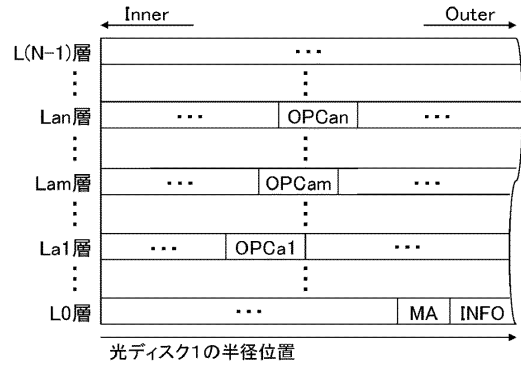 Inner Outer
L(N-1)層 ...
Lan層 ... OPCan ...
Lam層 ... OPCam ...
La1層 ... OPCa1 ...
L0層 ... MA INFO
光ディスク1の半径位置